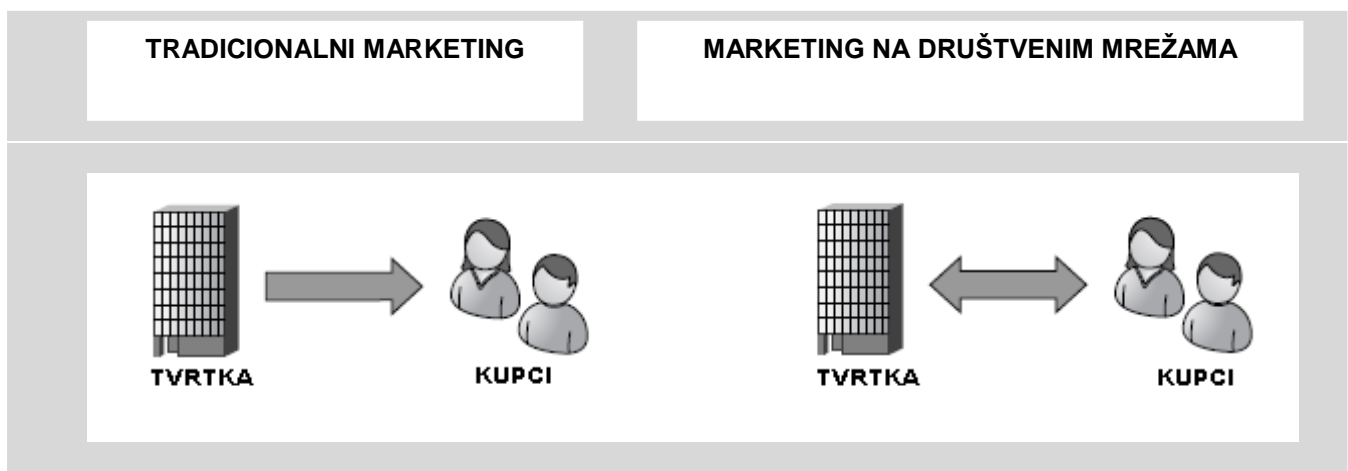 TRADICIONALNI MARKETING
MARKETING NA DRUŠTVENIM MREŽAMA
TVRTKA
KUPCI
TVRTKA
KUPCI